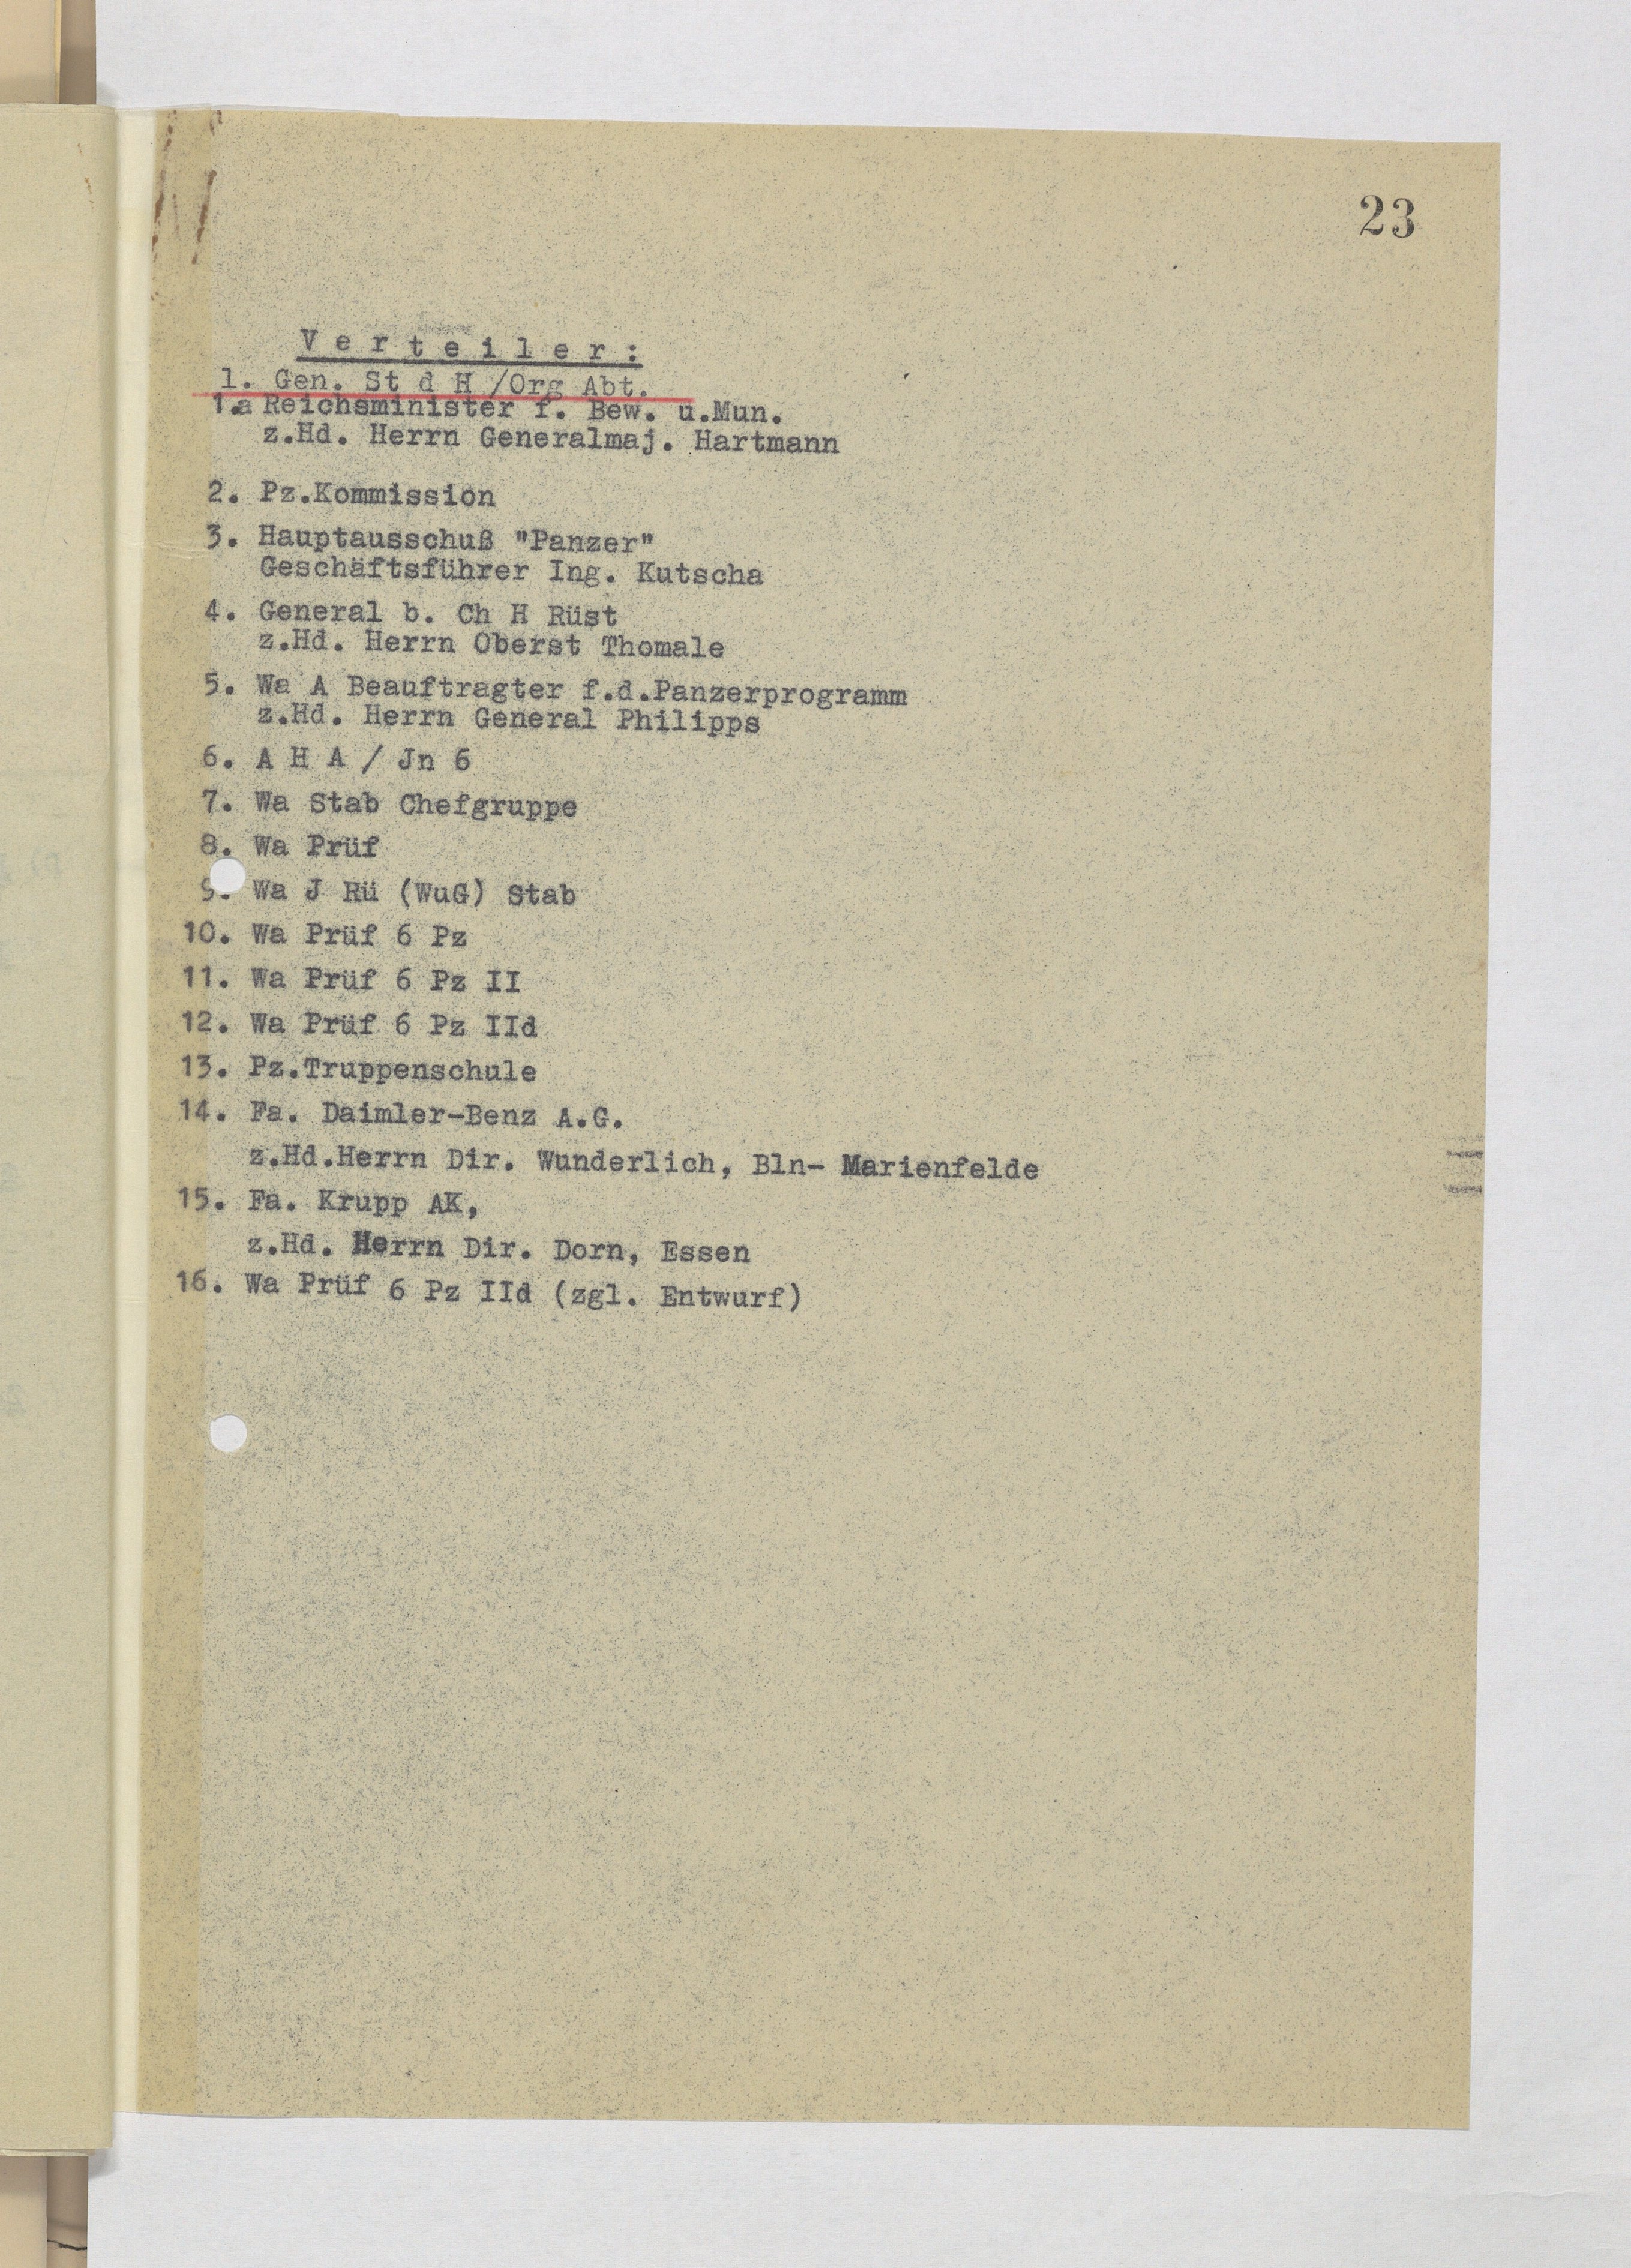 23
V e r t e i l e r :
1. Gen. St d H /Org Abt.
1.a Reichsminister f. Bew. u.Mun.
z.Hd. Herrn Generalmaj. Hartmann
2. Pz.Kommission
3. Hauptausschuß "Panzer"
Geschäftsführer Ing. Kutscha
4. General b. Ch H Rüst
z.Hd. Herrn Oberst Thomale
5. Wa A Beauftragter f.d.Panzerprogramm
z.Hd. Herrn General Philipps
6. A H A / Jn 6
7. Wa Stab Chefgruppe
8. Wa Prüf
9. Wa J Rü (WuG) Stab
10. Wa Prüf 6 Pz
11. Wa Prüf 6 Pz II
12. Wa Prüf 6 Pz IId
13. Pz.Truppenschule
14. Fa. Daimler-Benz A.G.
z.Hd.Herrn Dir. Wunderlich, Bln- Marienfelde
15. Fa. Krupp AK,
z.Hd. Herrn Dir. Dorn, Essen
16. Wa Prüf 6 Pz IId (zgl. Entwurf)